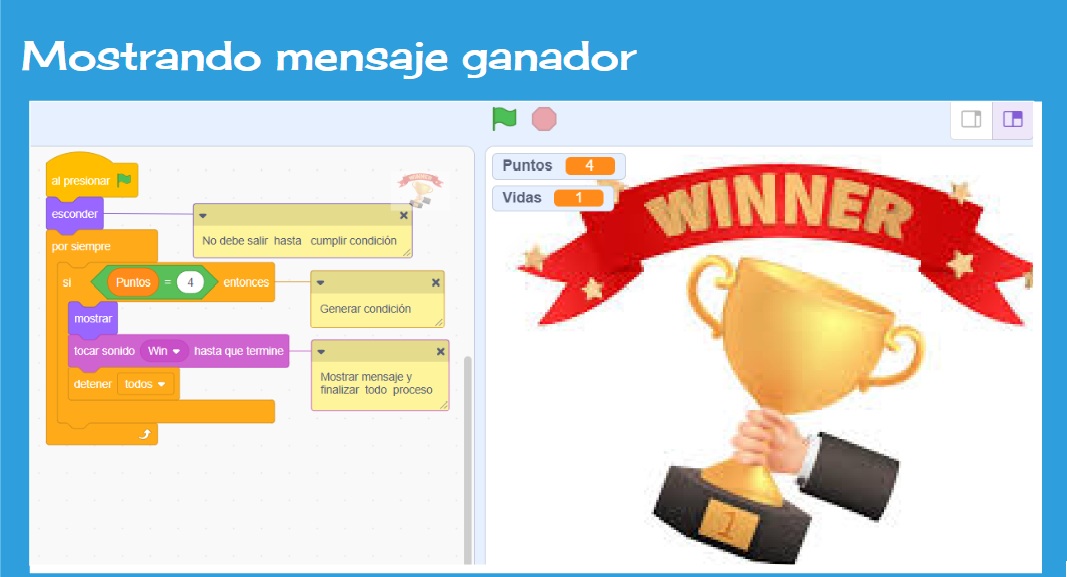 Mostrando mensaje ganador
al presionar
esconder
No debe salir hasta cumplir condición
por siempre
si Puntos = 4 entonces
Generar condición
mostrar
tocar sonido Win hasta que termine
Mostrar mensaje y
finalizar todo proceso
detener todos
WINNER
Puntos 4
Vidas 1
WINNER
1